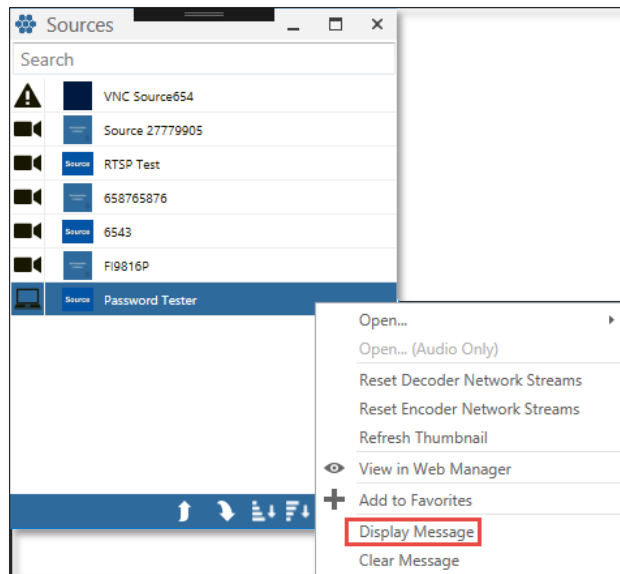 Sources
Search
VNC Source654
Source 27779905
Source RTSP Test
658765876
Source 6543
FI9816P
Source Password Tester
Open...
Open... (Audio Only)
Reset Decoder Network Streams
Reset Encoder Network Streams
Refresh Thumbnail
View in Web Manager
Add to Favorites
Display Message
Clear Message